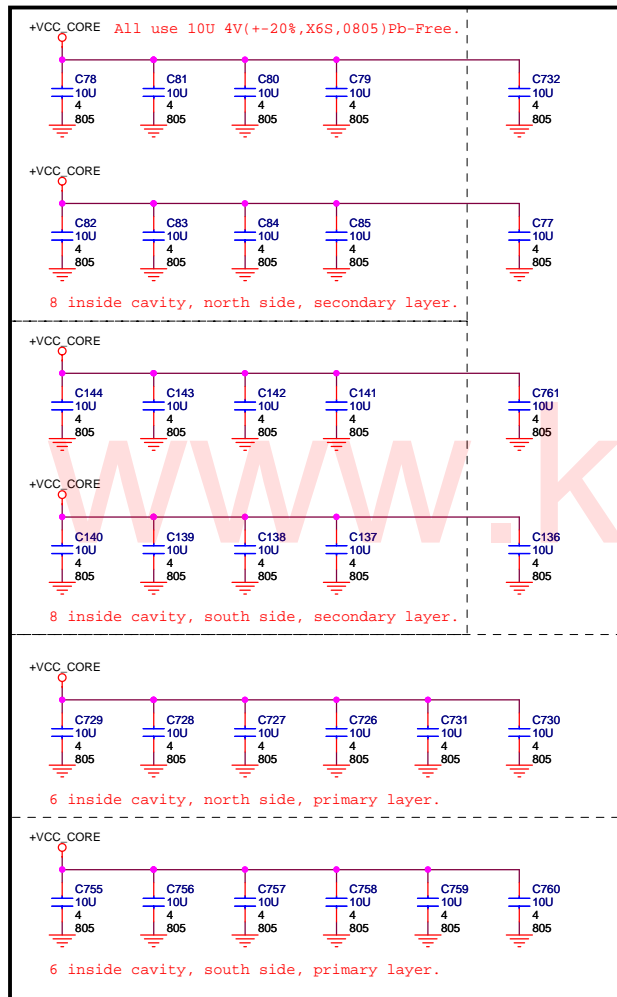 All use 10U 4V(+-20%,X6S,0805)Pb-Free.
+VCC_CORE
C78 C81 C80 C79 C732
10U 10U 10U 10U 10U
4 4 4 4 4
805 805 805 805 805
+VCC_CORE
C82 C83 C84 C85 C77
10U 10U 10U 10U 10U
4 4 4 4 4
805 805 805 805 805
8 inside cavity, north side, secondary layer.
+VCC_CORE
C144 C143 C142 C141 C761
10U 10U 10U 10U 10U
4 4 4 4 4
805 805 805 805 805
www.k
+VCC_CORE
C140 C139 C138 C137 C136
10U 10U 10U 10U 10U
4 4 4 4 4
805 805 805 805 805
8 inside cavity, south side, secondary layer.
+VCC_CORE
C729 C728 C727 C726 C731 C730
10U 10U 10U 10U 10U 10U
4 4 4 4 4 4
805 805 805 805 805 805
6 inside cavity, north side, primary layer.
+VCC_CORE
C755 C756 C757 C758 C759 C760
10U 10U 10U 10U 10U 10U
4 4 4 4 4 4
805 805 805 805 805 805
6 inside cavity, south side, primary layer.